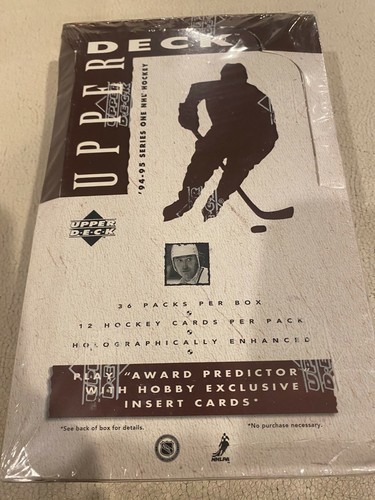 UPPER
DECK
'94-95 SERIES ONE NHL HOCKEY
UPPER
DECK
UPPER
D•E•C•K
36 PACKS PER BOX
12 HOCKEY CARDS PER PACK
HOLOGRAPHICALLY ENHANCED
PLAY "AWARD PREDICTOR"
WITH HOBBY EXCLUSIVE
INSERT CARDS*
*See back of box for details.
*No purchase necessary.
NHLPA